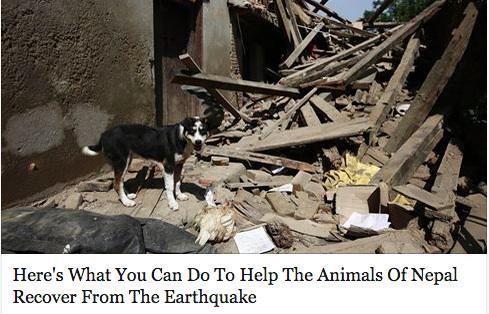 Here's What You Can Do To Help The Animals Of Nepal
Recover From The Earthquake